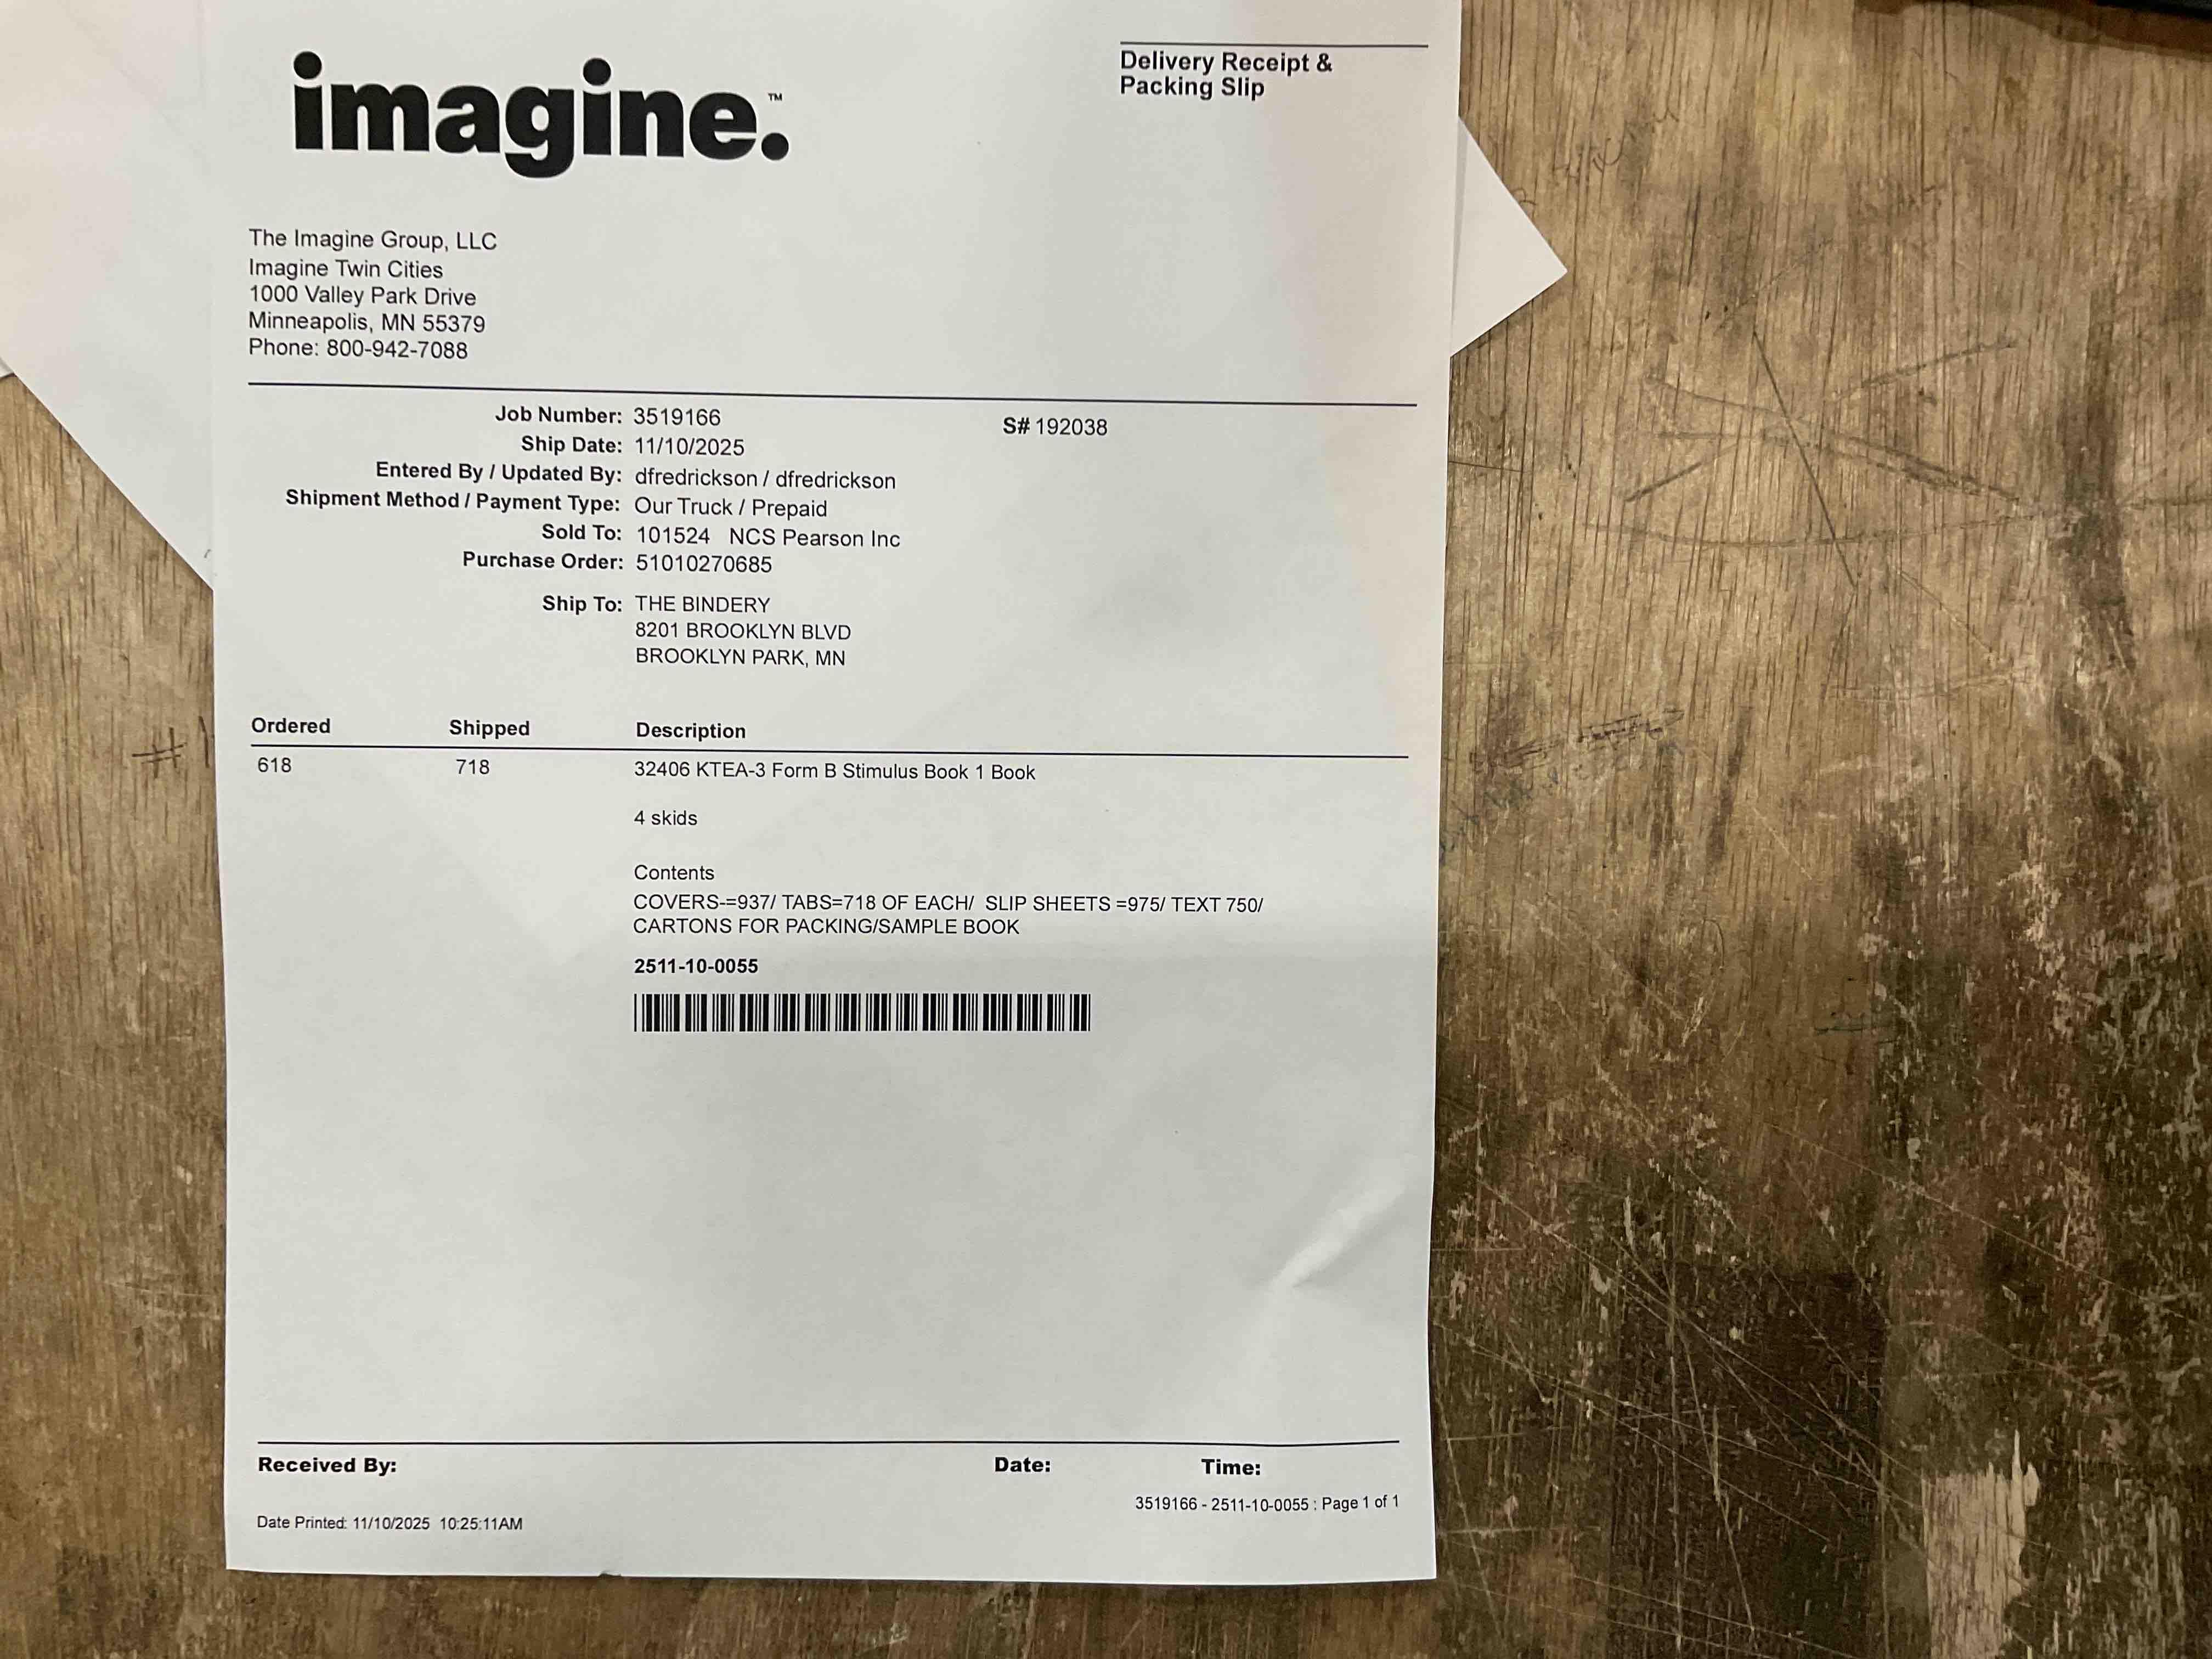 imagine.™
Delivery Receipt &
Packing Slip
The Imagine Group, LLC
Imagine Twin Cities
1000 Valley Park Drive
Minneapolis, MN 55379
Phone: 800-942-7088
Job Number: 3519166
S# 192038
Ship Date: 11/10/2025
Entered By / Updated By: dfredrickson / dfredrickson
Shipment Method / Payment Type: Our Truck / Prepaid
Sold To: 101524 NCS Pearson Inc
Purchase Order: 51010270685
Ship To: THE BINDERY
8201 BROOKLYN BLVD
BROOKLYN PARK, MN
Ordered Shipped Description
618 718 32406 KTEA-3 Form B Stimulus Book 1 Book
4 skids
Contents
COVERS-=937/ TABS=718 OF EACH/ SLIP SHEETS =975/ TEXT 750/
CARTONS FOR PACKING/SAMPLE BOOK
2511-10-0055
Received By: Date: Time:
3519166 - 2511-10-0055 : Page 1 of 1
Date Printed: 11/10/2025 10:25:11AM
#1